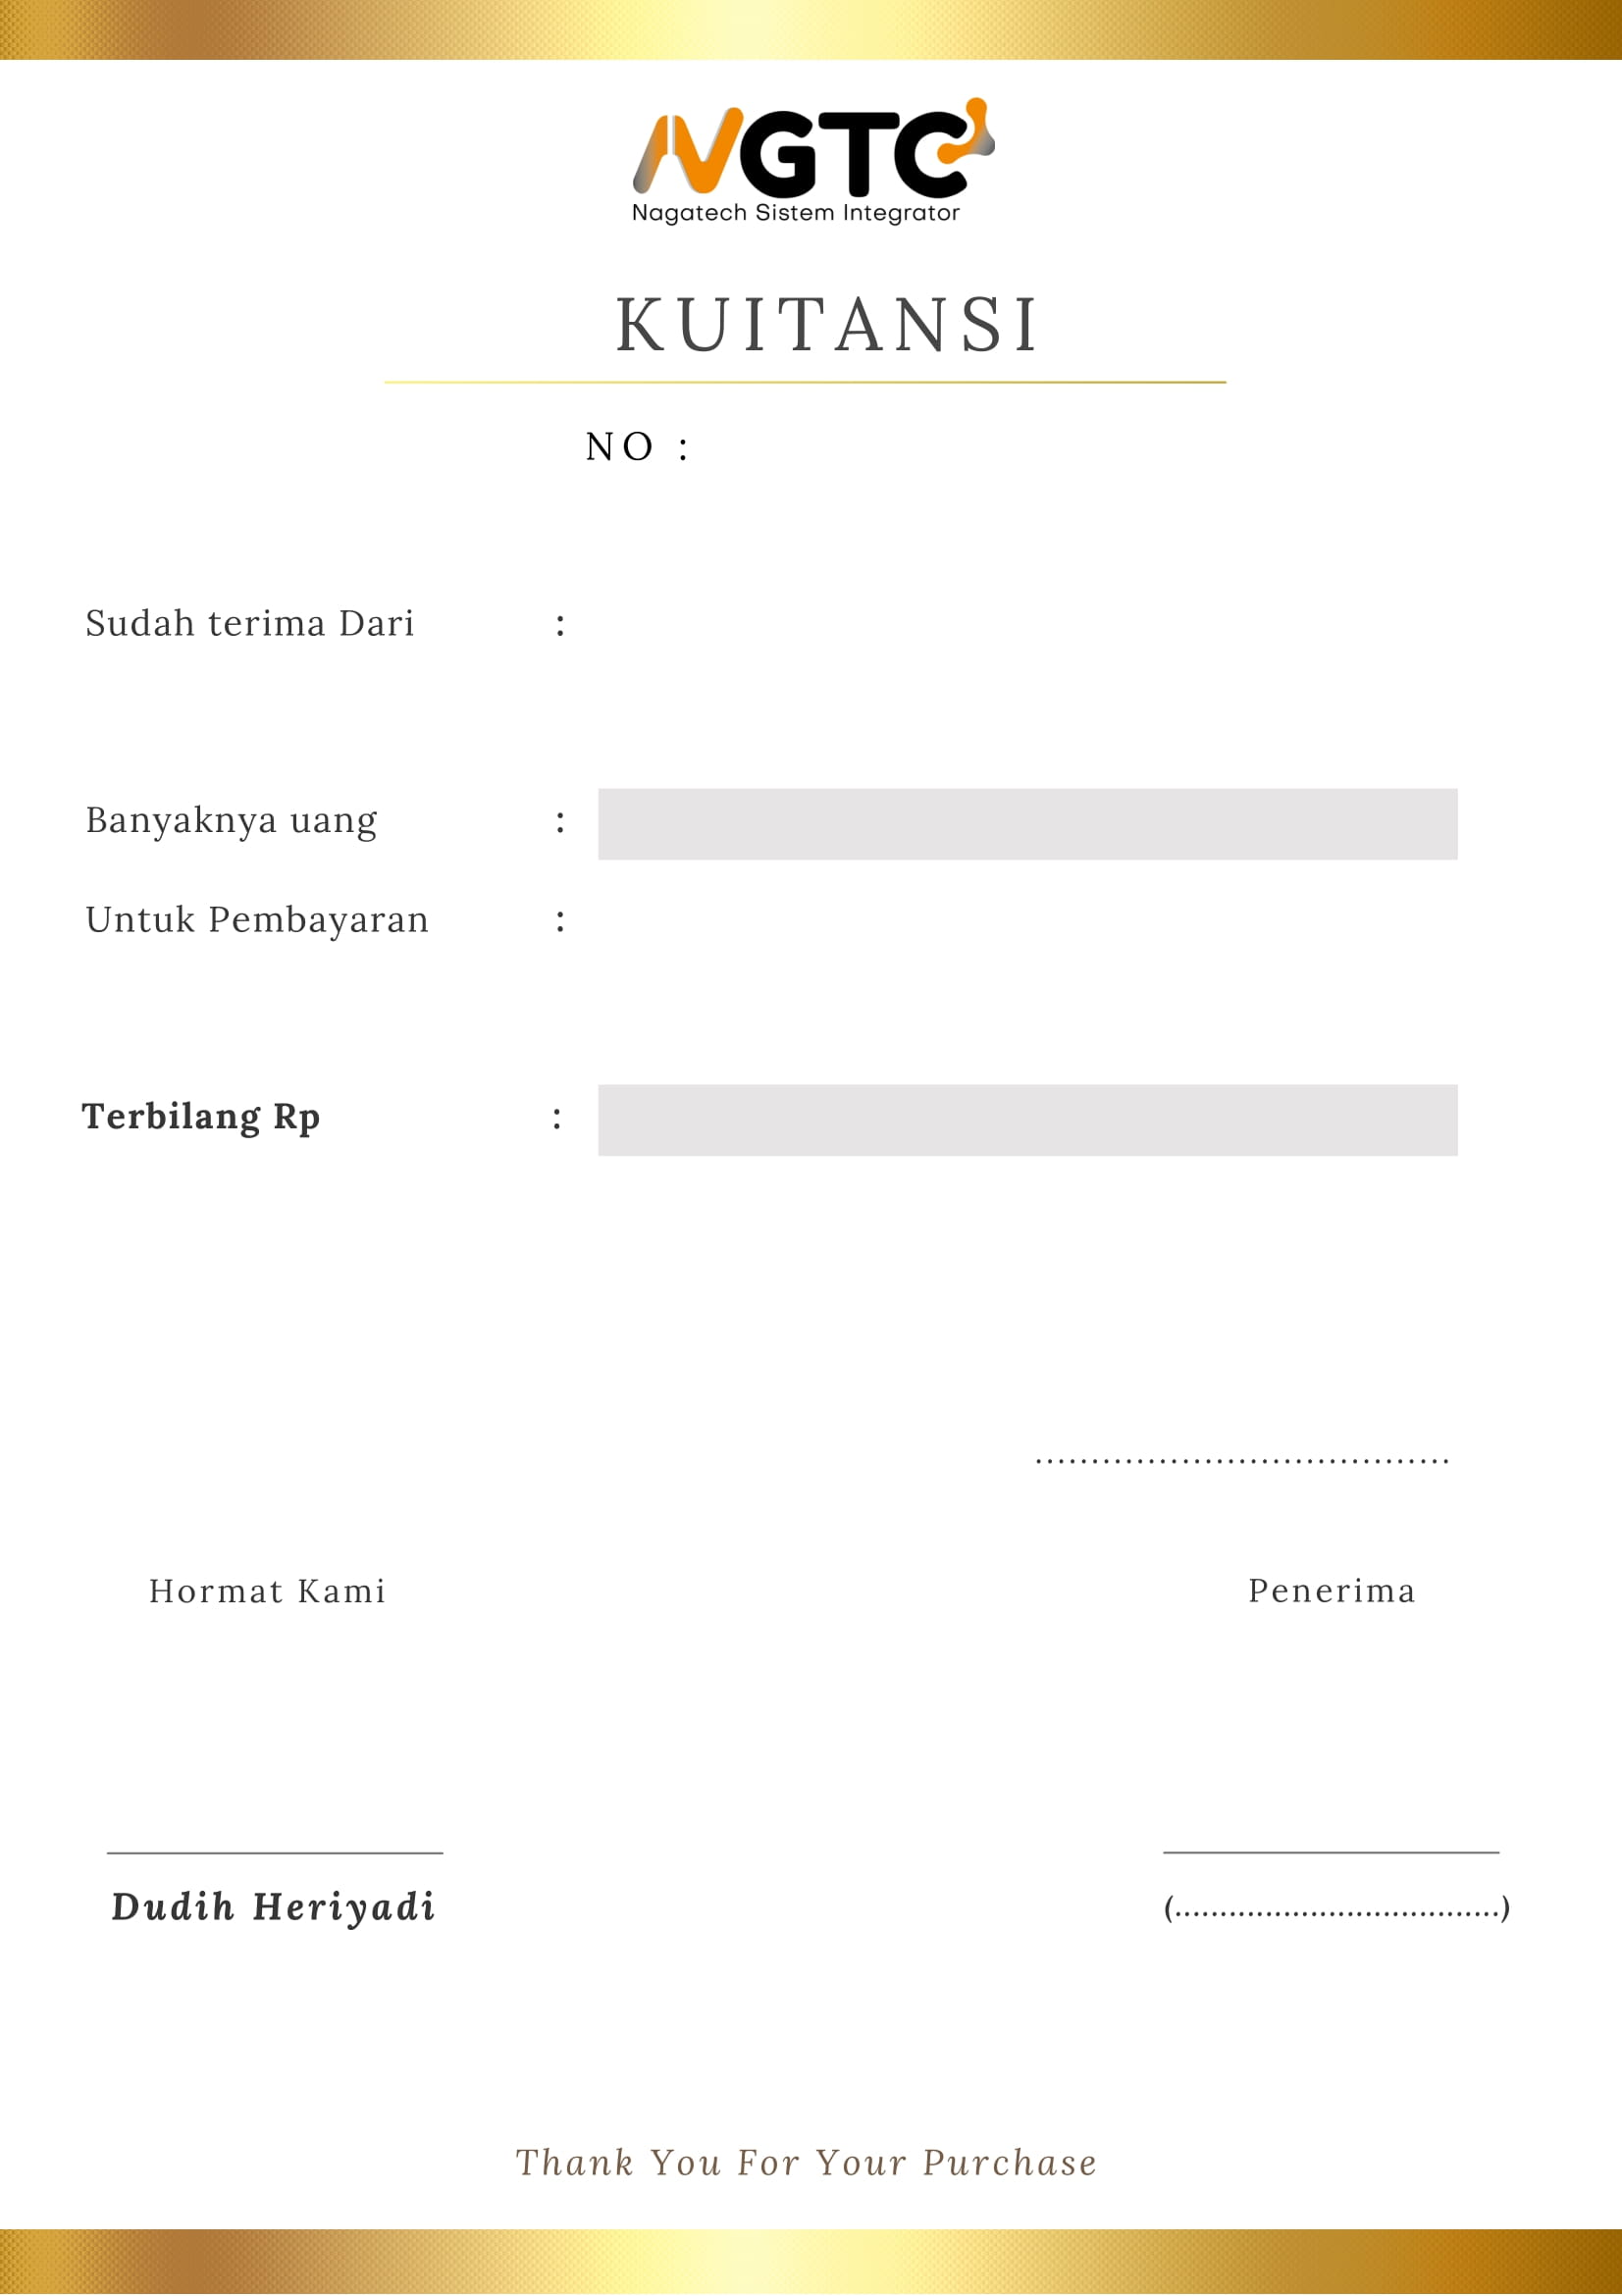 NGTC
Nagatech Sistem Integrator
KUITANSI
NO :
Sudah terima Dari :
Banyaknya uang :
Untuk Pembayaran :
Terbilang Rp :
.....................................
Hormat Kami Penerima
Dudih Heriyadi (....................................)
Thank You For Your Purchase